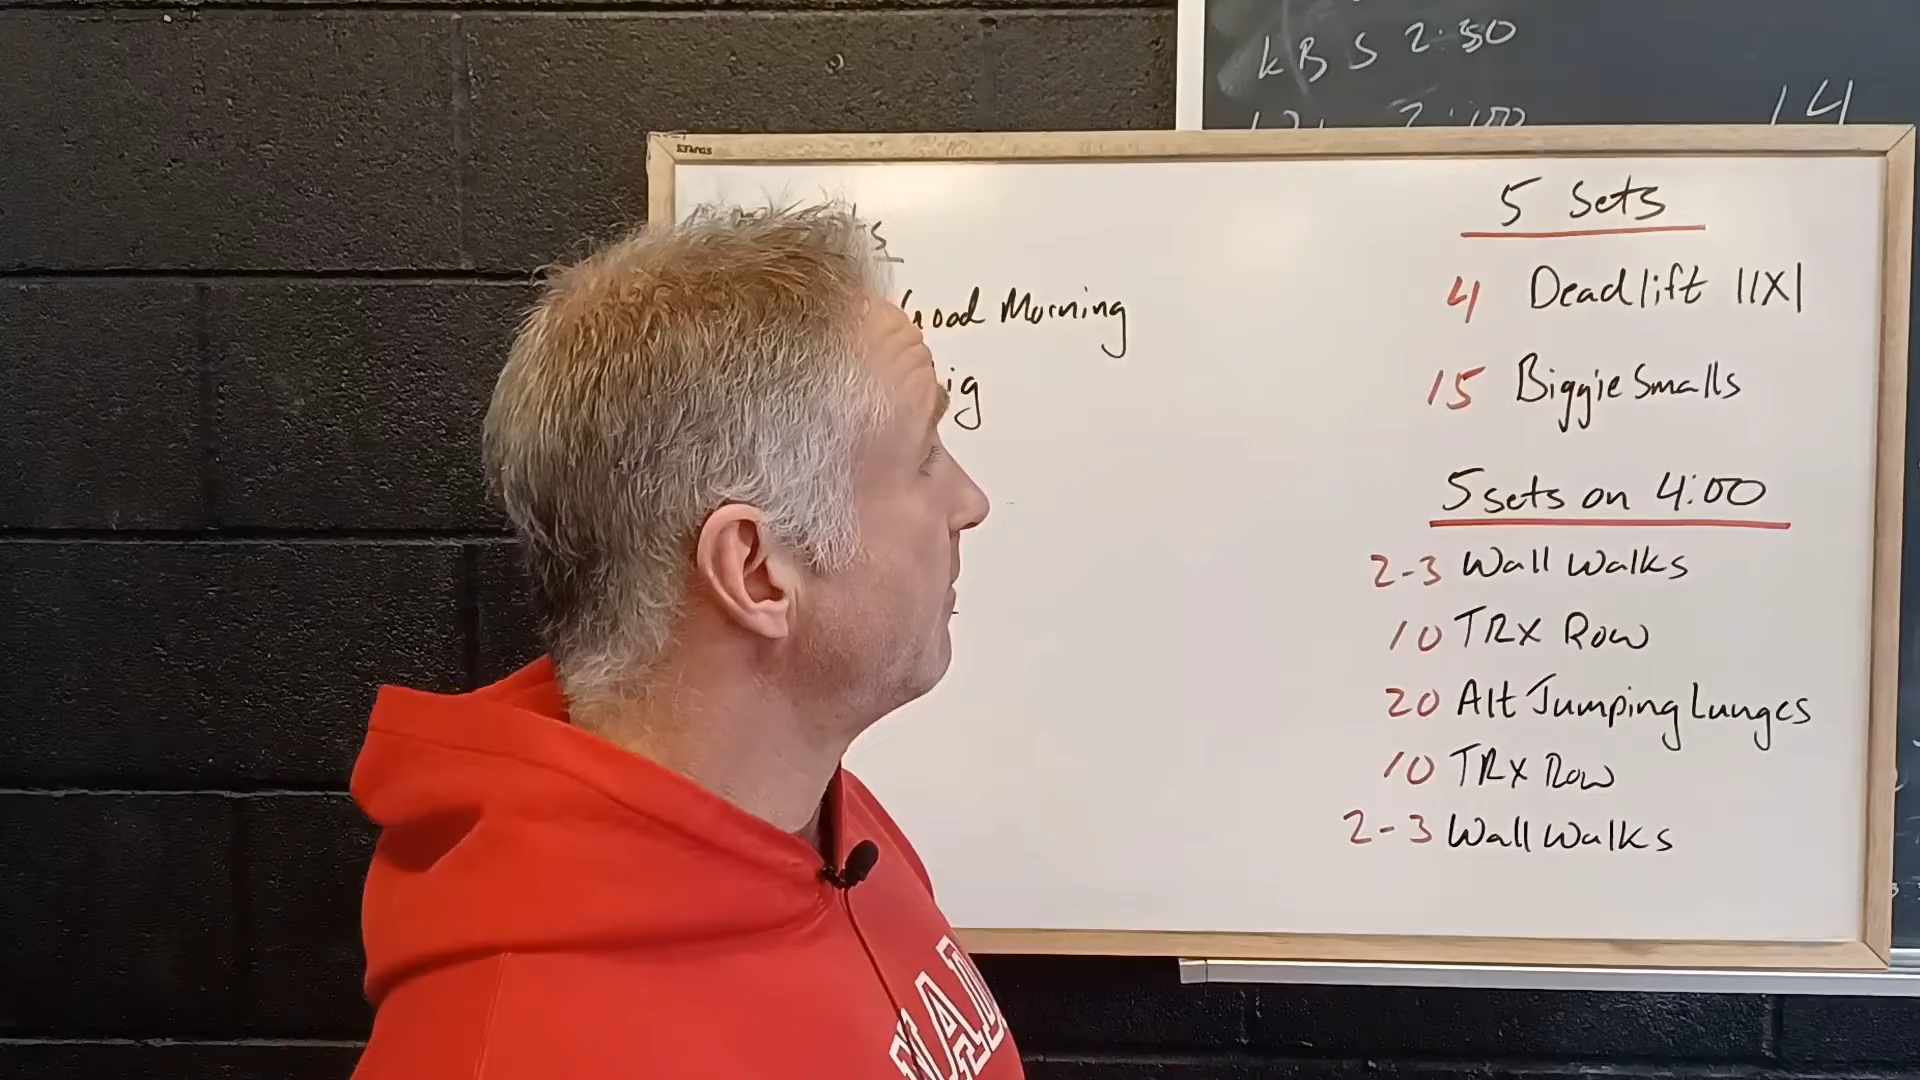 KBS 2:30
14
STAPLES
Good Morning
5 Sets
4 Deadlift 11X1
15 Biggie Smalls
5 sets on 4:00
2-3 Wall Walks
10 TRX Row
20 Alt Jumping Lunges
10 TRX Row
2-3 Wall Walks